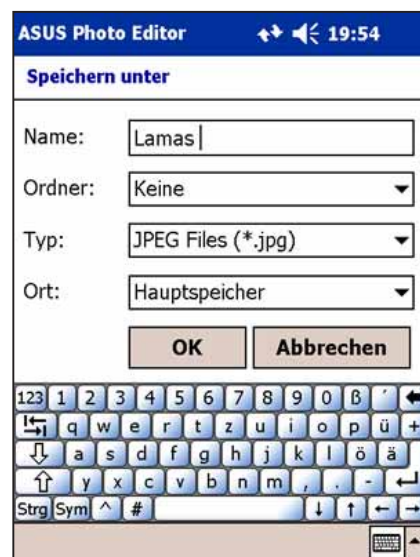 ASUS Photo Editor 19:54
Speichern unter
Name: Lamas
Ordner: Keine
Typ: JPEG Files (*.jpg)
Ort: Hauptspeicher
OK Abbrechen
123 1 2 3 4 5 6 7 8 9 0 ß ´
q w e r t z u i o p ü +
a s d f g h j k l ö ä
y x c v b n m , . -
Strg Sym ^ #